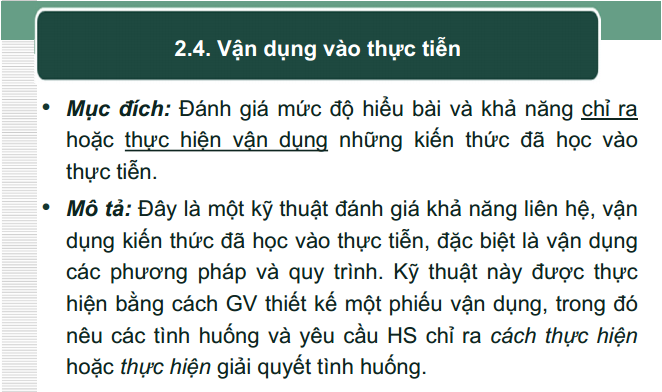 2.4. Vận dụng vào thực tiễn
• Mục đích: Đánh giá mức độ hiểu bài và khả năng chỉ ra
hoặc thực hiện vận dụng những kiến thức đã học vào
thực tiễn.
• Mô tả: Đây là một kỹ thuật đánh giá khả năng liên hệ, vận
dụng kiến thức đã học vào thực tiễn, đặc biệt là vận dụng
các phương pháp và quy trình. Kỹ thuật này được thực
hiện bằng cách GV thiết kế một phiếu vận dụng, trong đó
nêu các tình huống và yêu cầu HS chỉ ra cách thực hiện
hoặc thực hiện giải quyết tình huống.